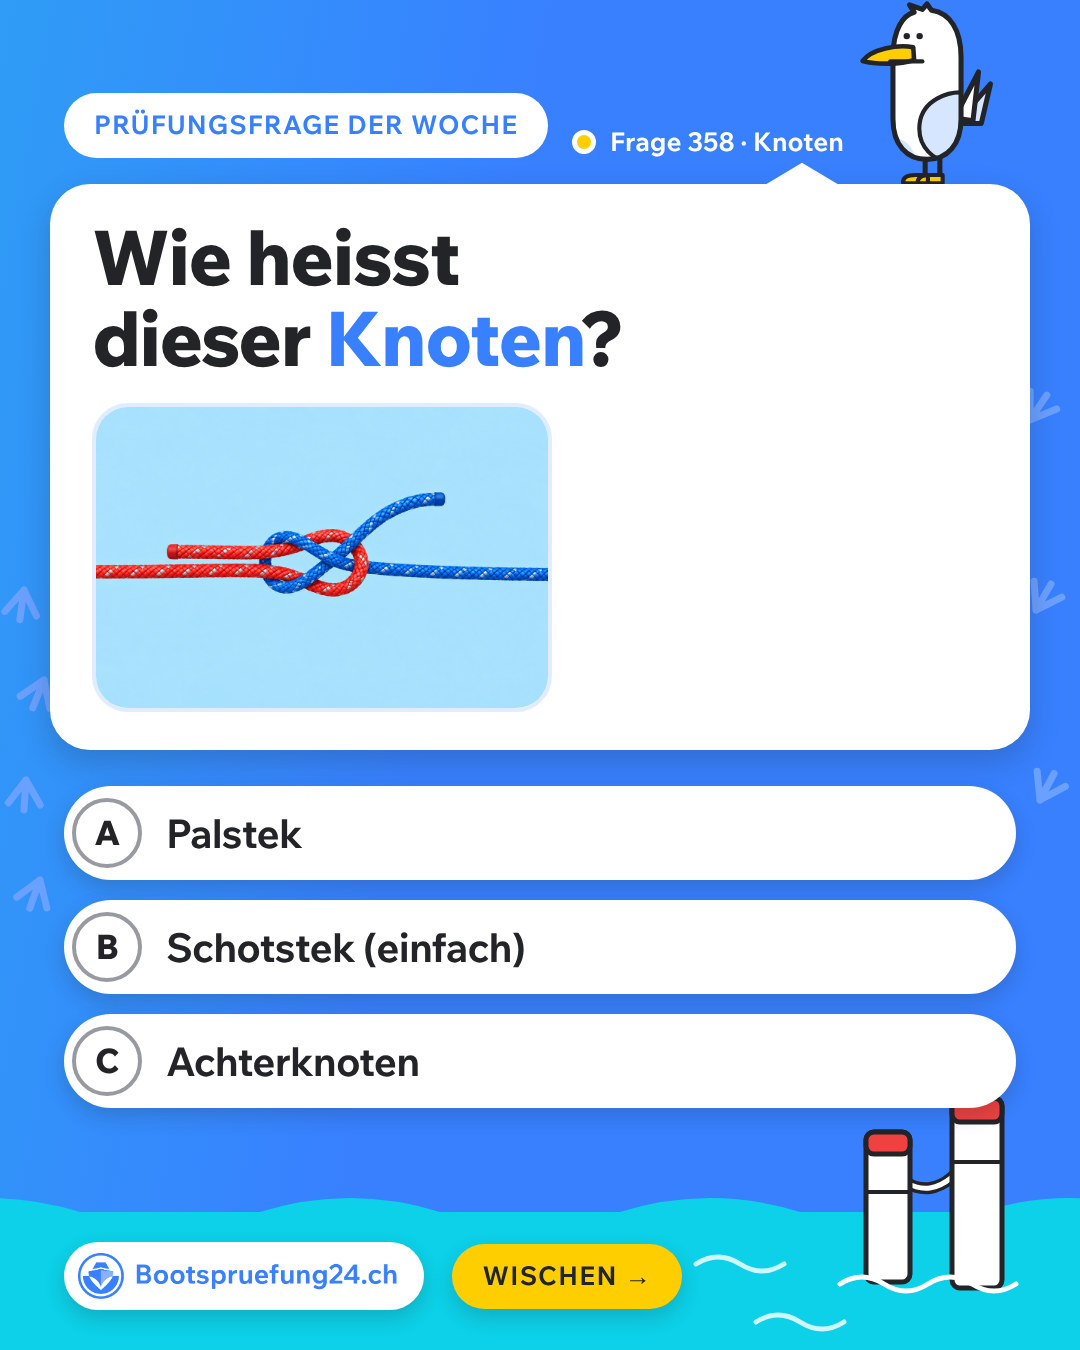 PRÜFUNGSFRAGE DER WOCHE
Frage 358 · Knoten
Wie heisst
dieser Knoten?
A Palstek
B Schotstek (einfach)
C Achterknoten
Bootspruefung24.ch
WISCHEN →